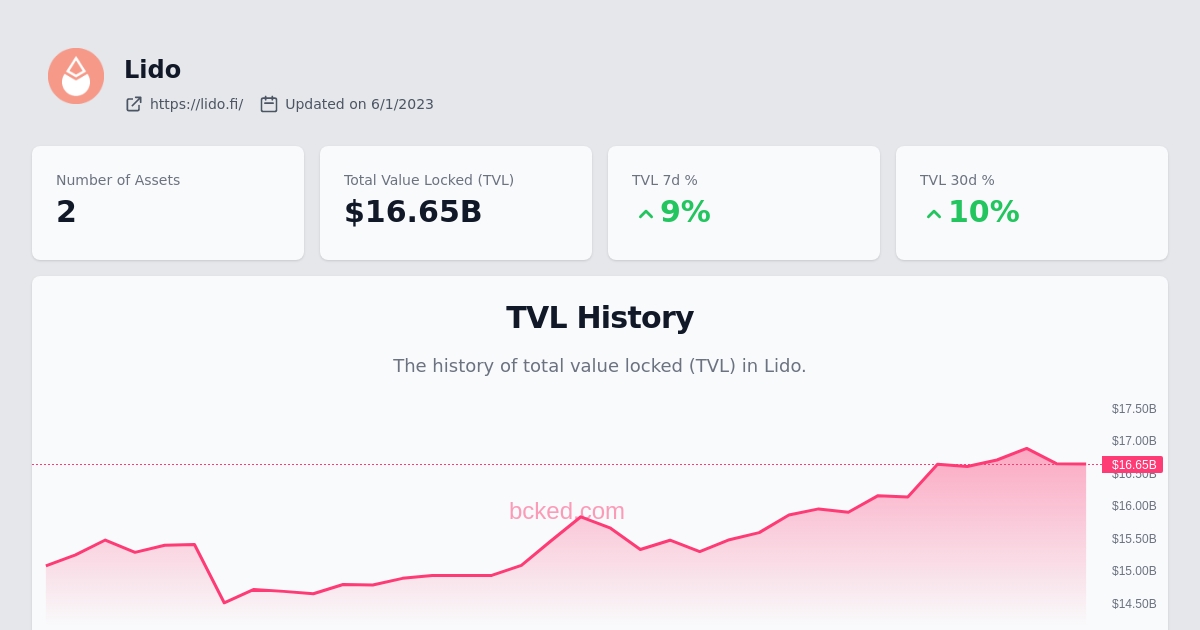 Lido
https://lido.fi/ Updated on 6/1/2023
Number of Assets
2
Total Value Locked (TVL)
$16.65B
TVL 7d %
9%
TVL 30d %
10%
TVL History
The history of total value locked (TVL) in Lido.
$17.50B
$17.00B
$16.65B
$16.50B
bcked.com
$16.00B
$15.50B
$15.00B
$14.50B